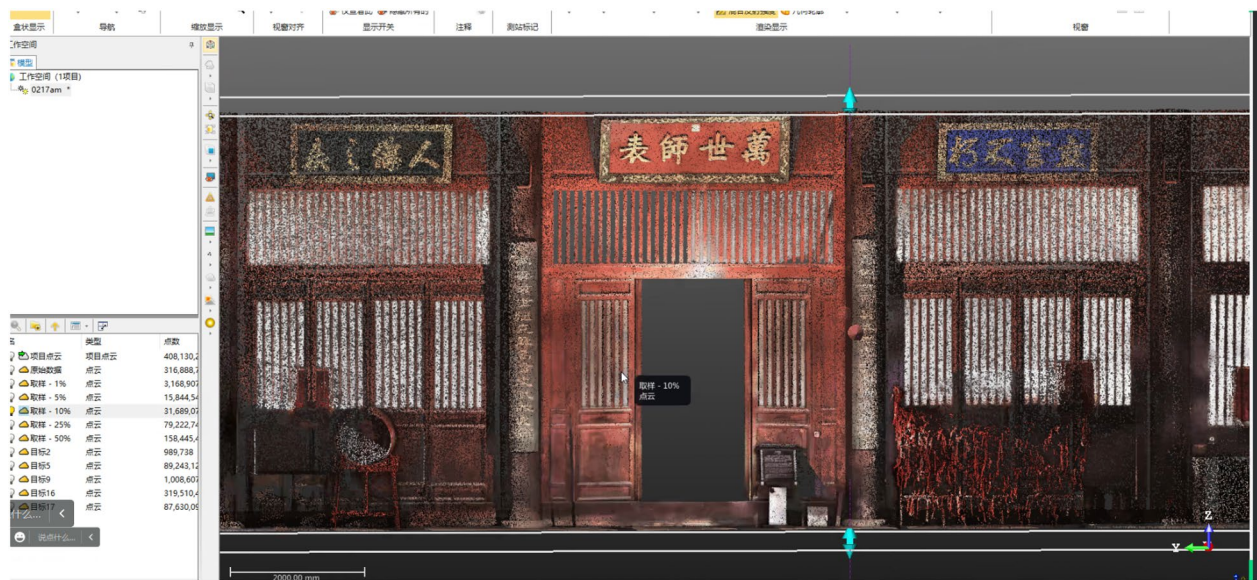 盒状显示 导航 缩放显示 视窗对齐 显示开关 注释 测站标记 渲染显示 视窗
工作空间
模型
工作空间 (1项目)
0217am *
表師世萬
类型 点数
项目点云 项目点云 408,130,2
原始数据 点云 316,888,7
取样 - 1% 点云 3,168,907
取样 - 5% 点云 15,844,54
取样 - 10% 点云 31,689,07
取样 - 25% 点云 79,222,74
取样 - 50% 点云 158,445,4
目标2 点云 989,738
目标5 点云 89,243,12
目标9 点云 1,008,607
目标16 点云 319,510,4
目标17 点云 87,630,09
说点什么...
取样 - 10%
点云
2000.00 mm
Z
Y